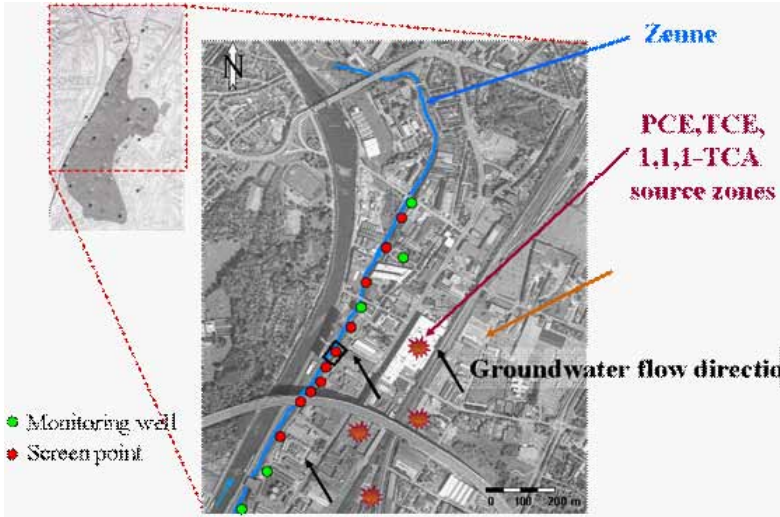 Zenne
N
PCE,TCE,
1,1,1-TCA
source zones
Groundwater flow directio
Monitoring well
Screen point
0 100 200 m